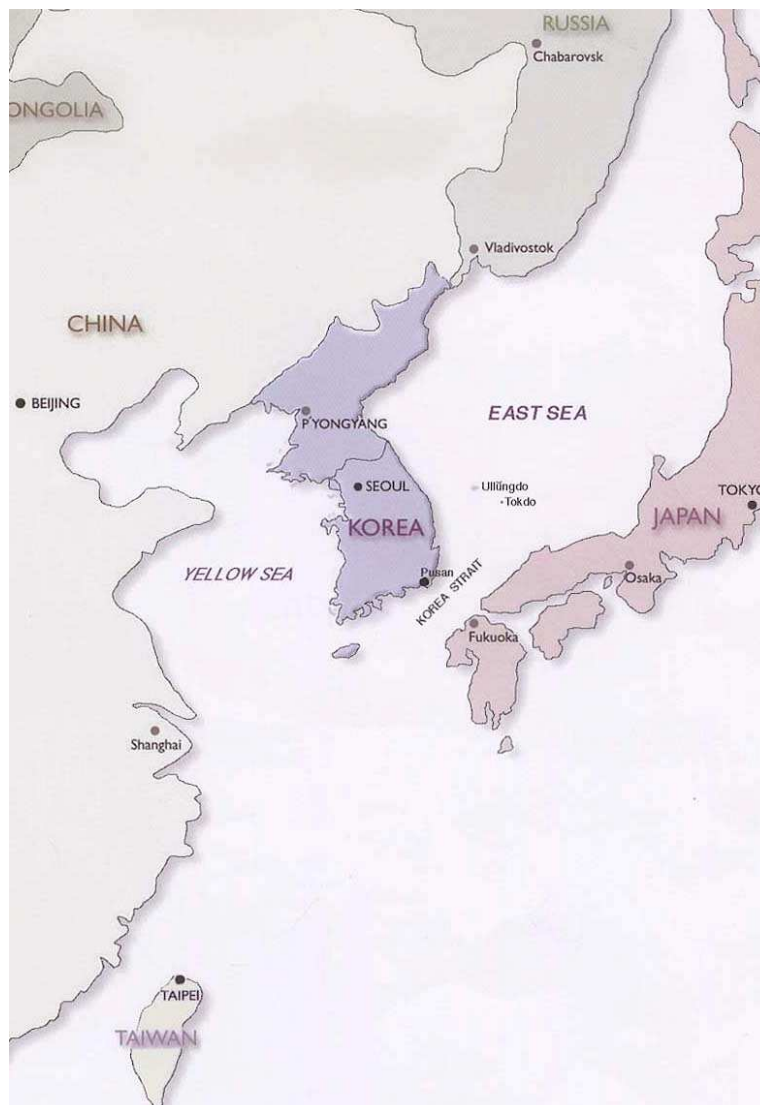 RUSSIA
Chabarovsk
ONGOLIA
Vladivostok
CHINA
BEIJING
EAST SEA
P'YONGYANG
SEOUL
Ullŭngdo
Tokdo
TOKYO
KOREA
JAPAN
YELLOW SEA
Pusan
Osaka
KOREA STRAIT
Fukuoka
Shanghai
TAIPEI
TAIWAN